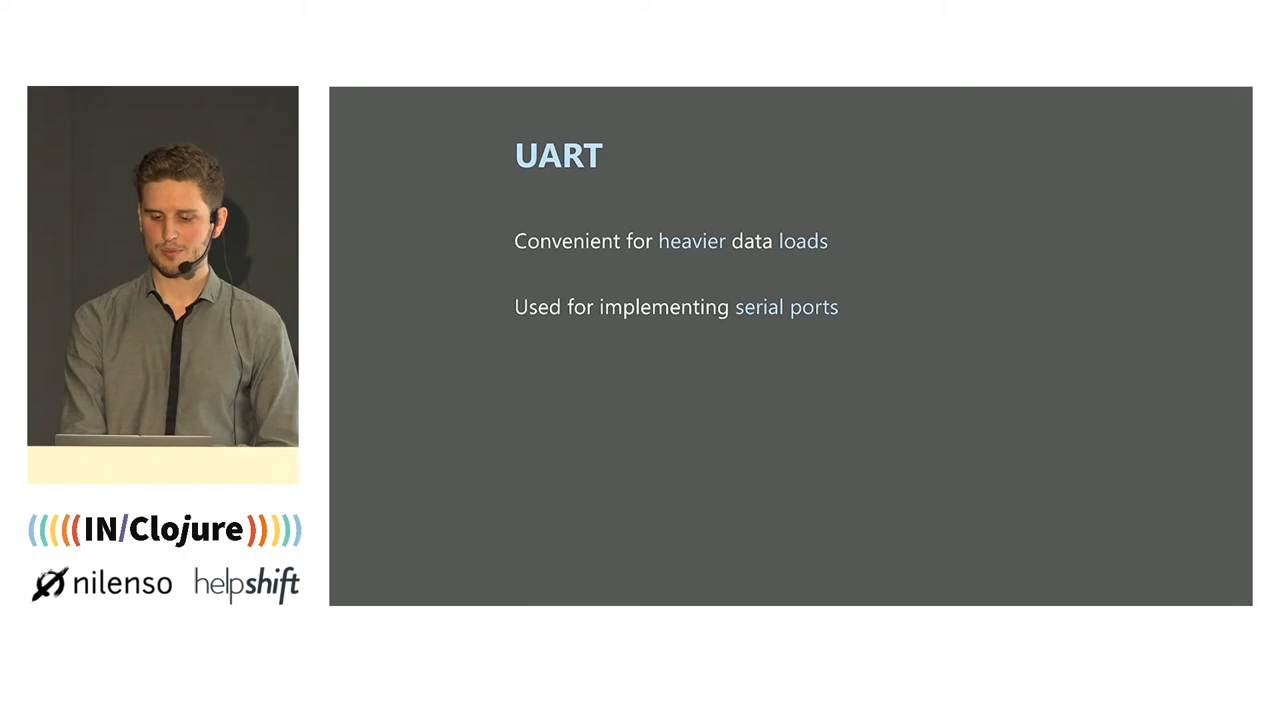 UART
Convenient for heavier data loads
Used for implementing serial ports
((((( IN/Clojure )))))
nilenso helpshift